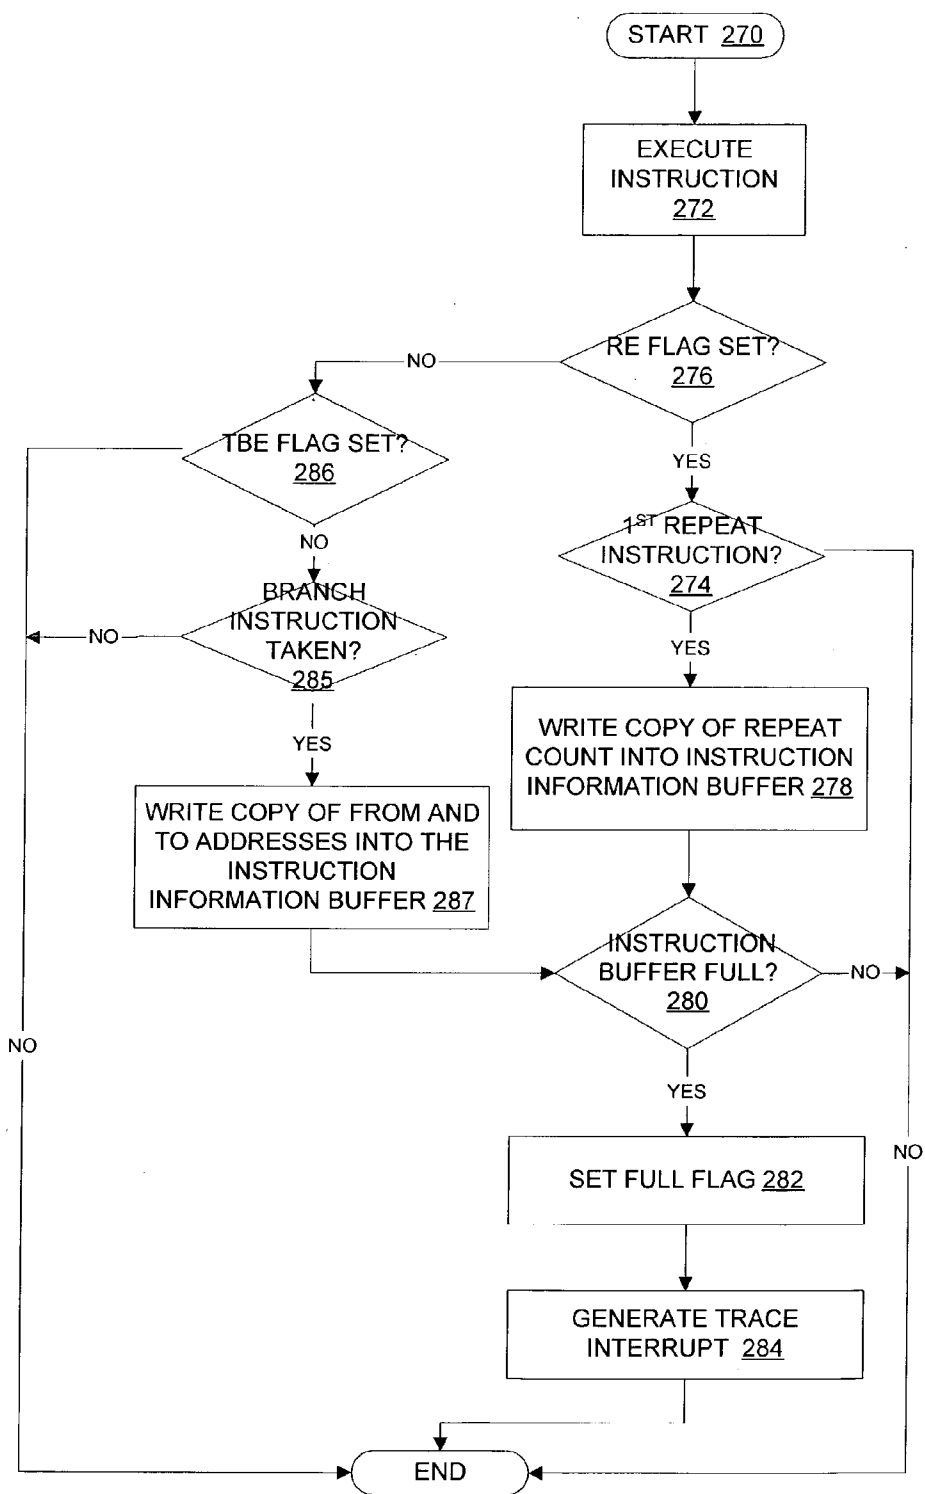 START 270
EXECUTE
INSTRUCTION
272
RE FLAG SET?
276
NO
TBE FLAG SET?
286
YES
1ST REPEAT
INSTRUCTION?
274
NO
BRANCH
INSTRUCTION
TAKEN?
285
NO
YES
WRITE COPY OF REPEAT
COUNT INTO INSTRUCTION
INFORMATION BUFFER 278
YES
WRITE COPY OF FROM AND
TO ADDRESSES INTO THE
INSTRUCTION
INFORMATION BUFFER 287
INSTRUCTION
BUFFER FULL?
280
NO
NO
YES
NO
SET FULL FLAG 282
GENERATE TRACE
INTERRUPT 284
END